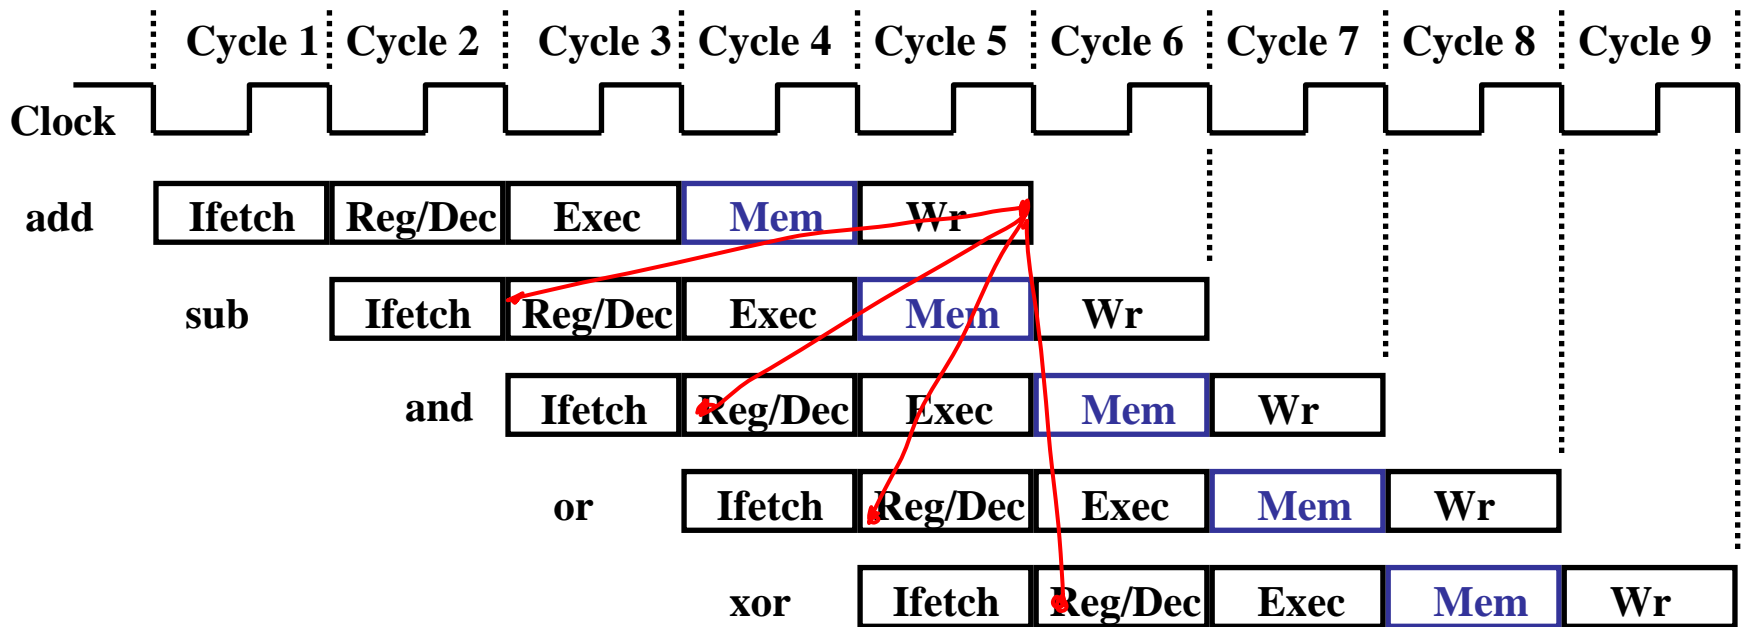 Cycle 1 Cycle 2 Cycle 3 Cycle 4 Cycle 5 Cycle 6 Cycle 7 Cycle 8 Cycle 9
Clock
add Ifetch Reg/Dec Exec Mem Wr
sub Ifetch Reg/Dec Exec Mem Wr
and Ifetch Reg/Dec Exec Mem Wr
or Ifetch Reg/Dec Exec Mem Wr
xor Ifetch Reg/Dec Exec Mem Wr